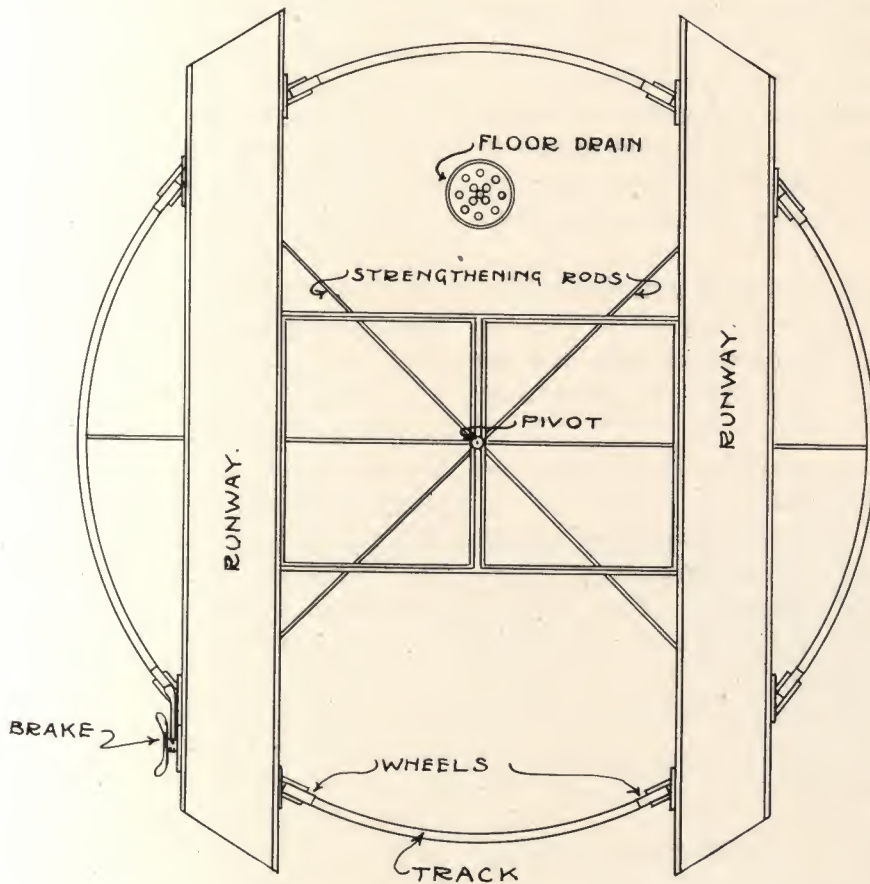 FLOOR DRAIN
STRENGTHENING RODS
RUNWAY.
PIVOT
RUNWAY.
BRAKE
WHEELS
TRACK